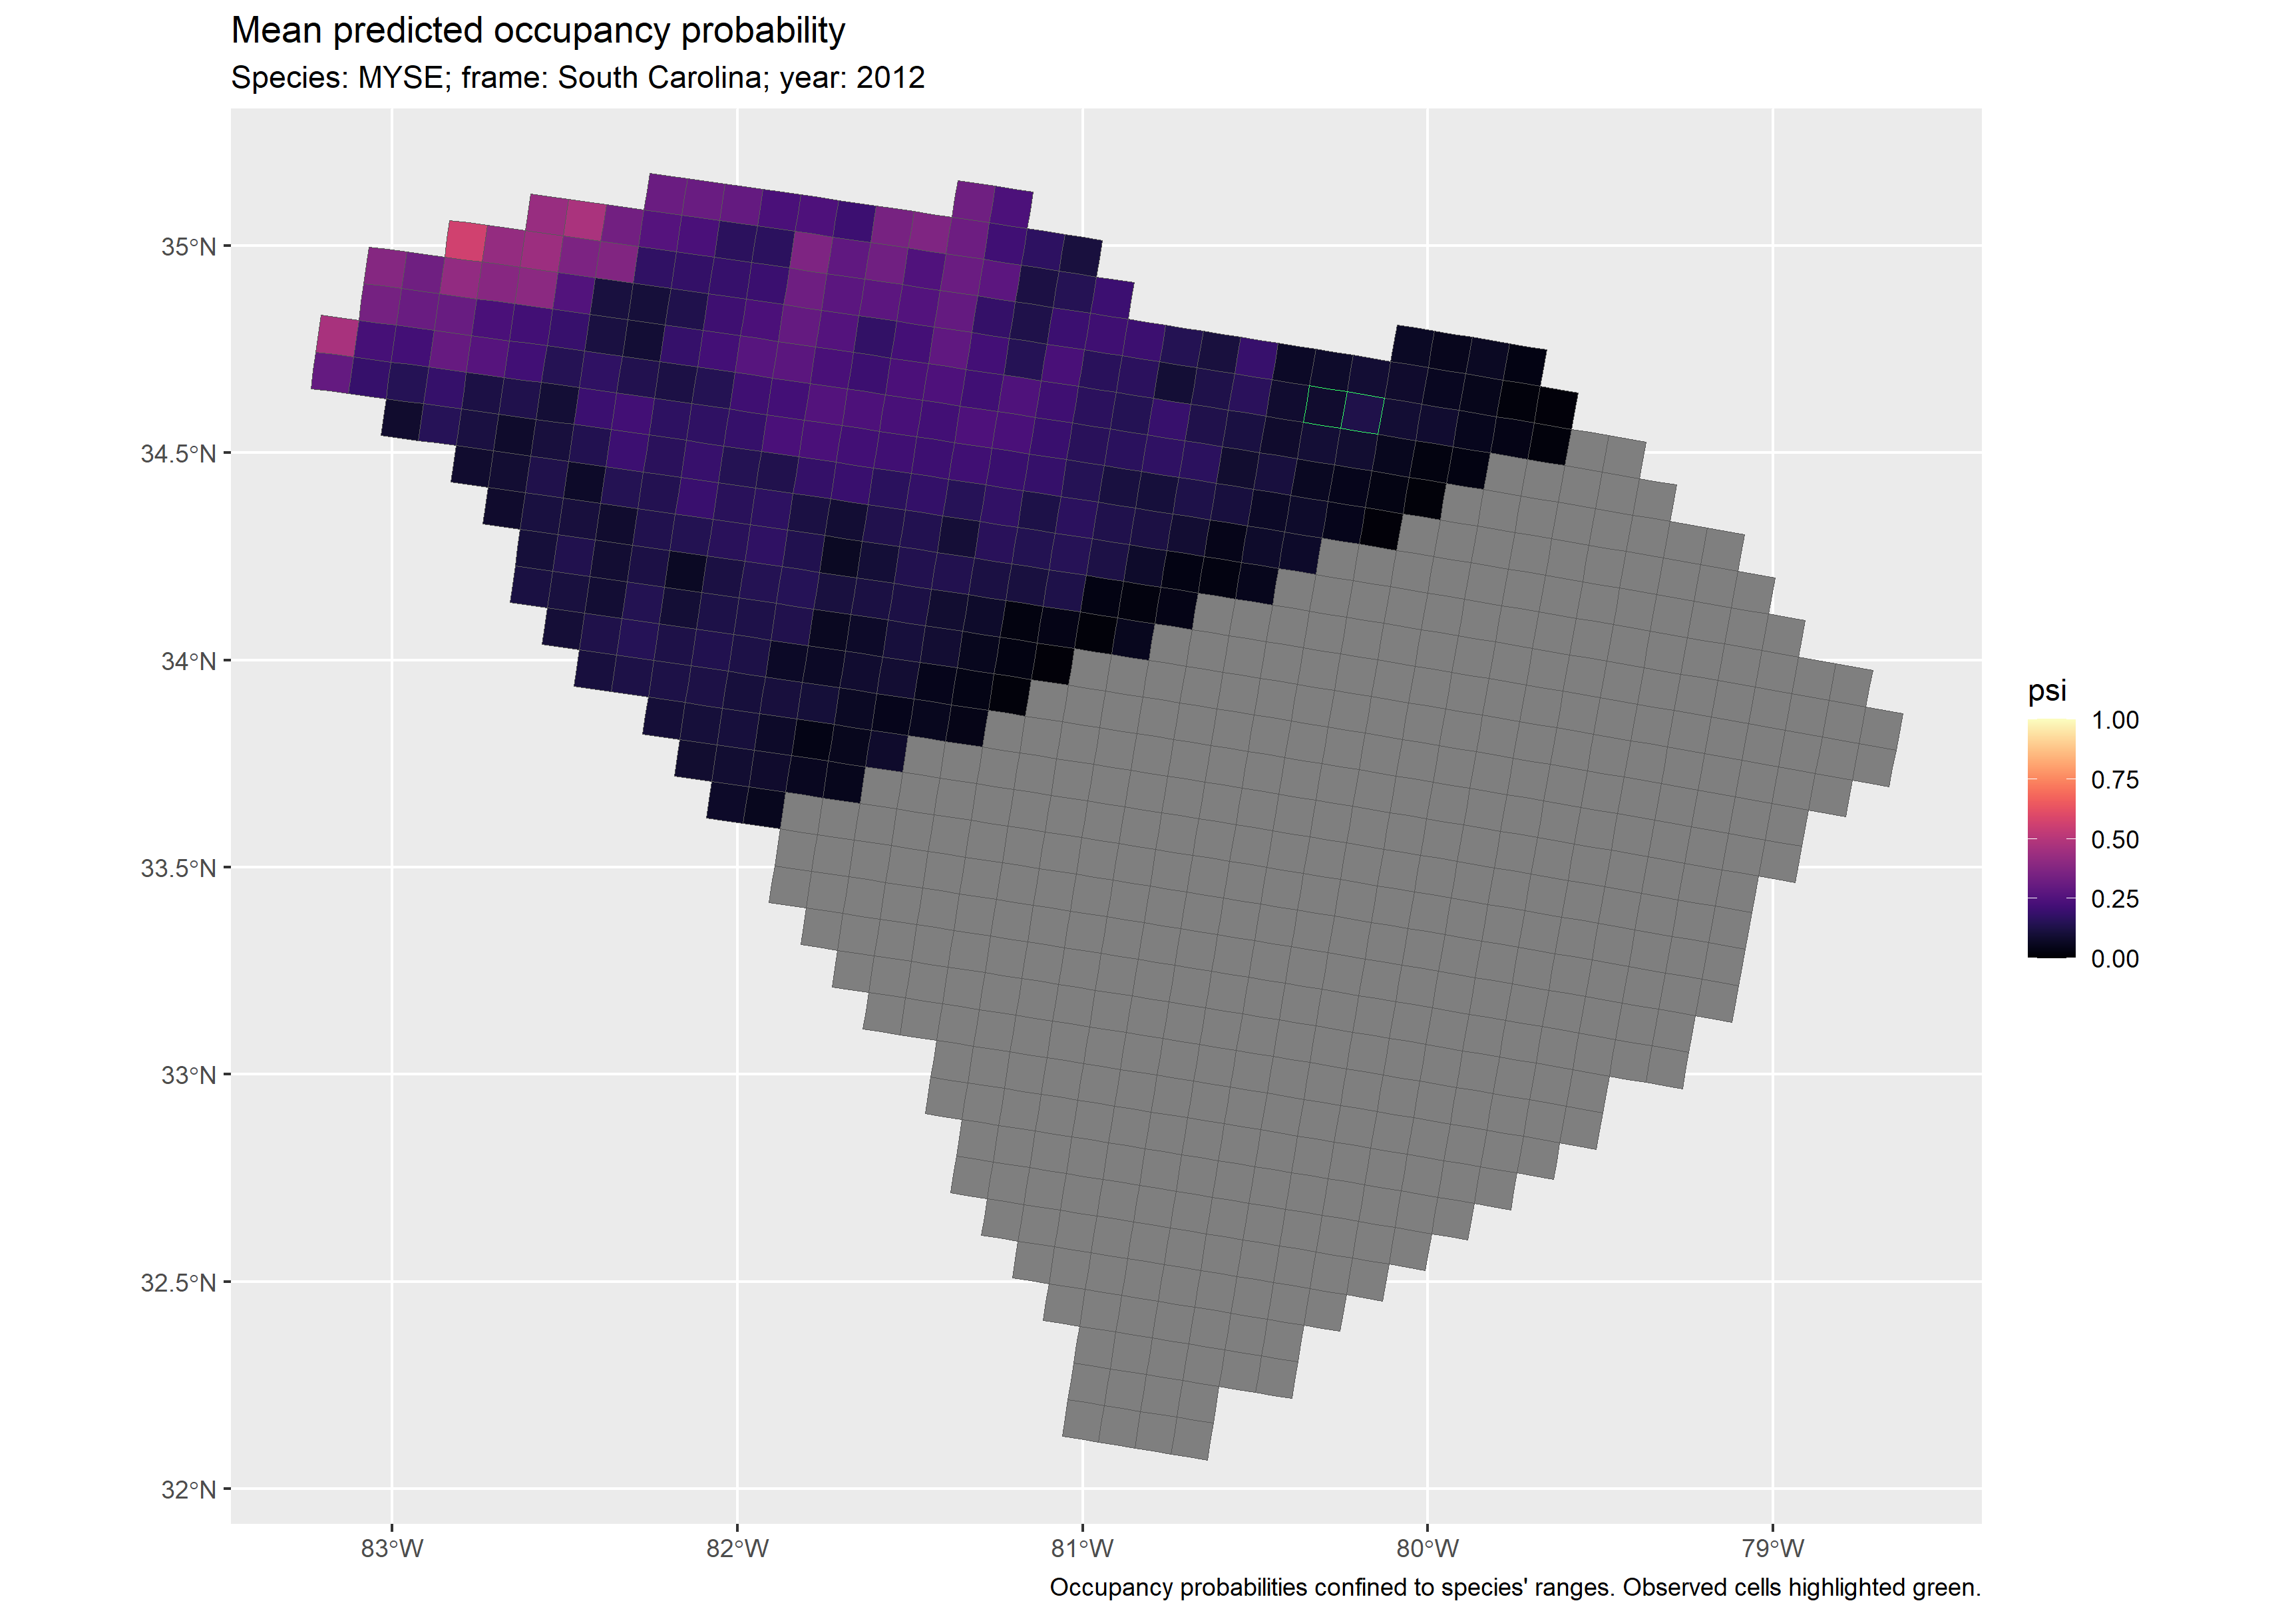 Mean predicted occupancy probability
Species: MYSE; frame: South Carolina; year: 2012
35°N
34.5°N
34°N
33.5°N
33°N
32.5°N
32°N
83°W
82°W
81°W
80°W
79°W
psi
1.00
0.75
0.50
0.25
0.00
Occupancy probabilities confined to species' ranges. Observed cells highlighted green.